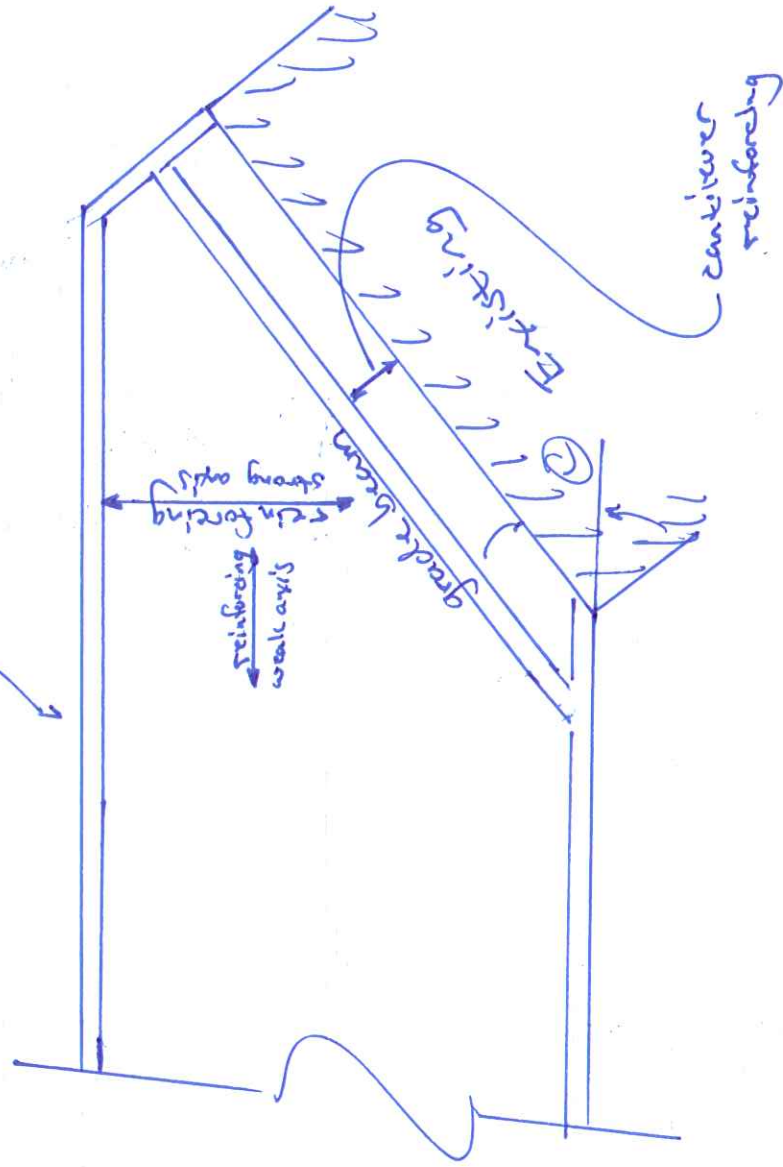 cantilever
reinforcing
Existing
grade beam
reinforcing
strong axis
reinforcing
weak axis